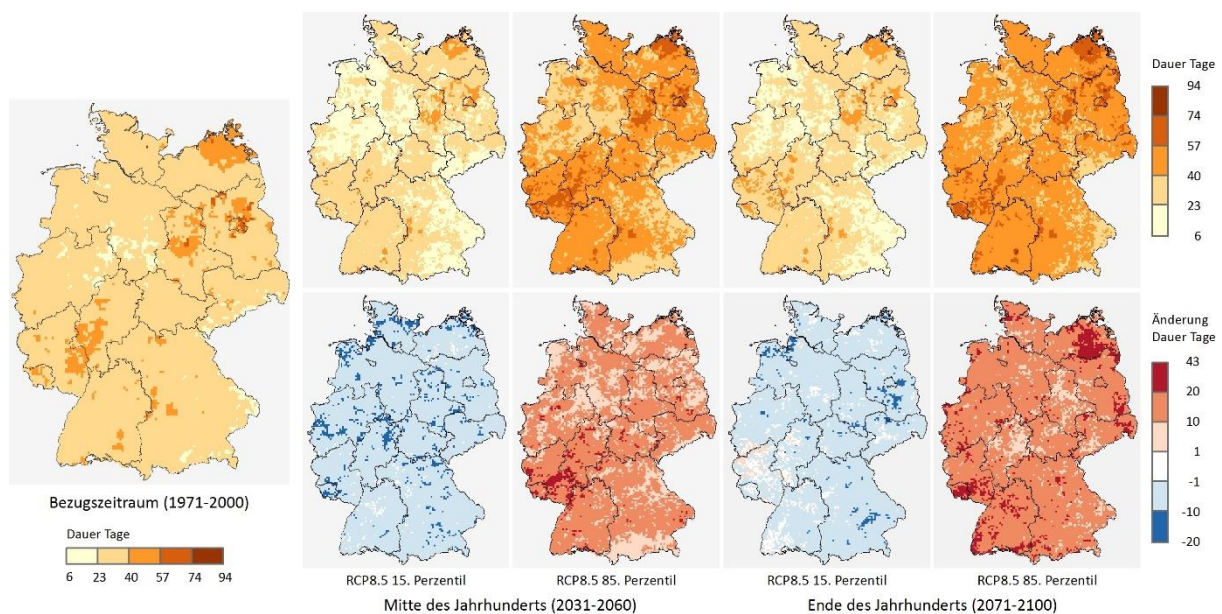 Dauer Tage
94
74
57
40
23
6
Änderung
Dauer Tage
43
20
10
1
-1
-10
-20
Bezugszeitraum (1971-2000)
Dauer Tage
6 23 40 57 74 94
RCP8.5 15. Perzentil RCP8.5 85. Perzentil RCP8.5 15. Perzentil RCP8.5 85. Perzentil
Mitte des Jahrhunderts (2031-2060) Ende des Jahrhunderts (2071-2100)